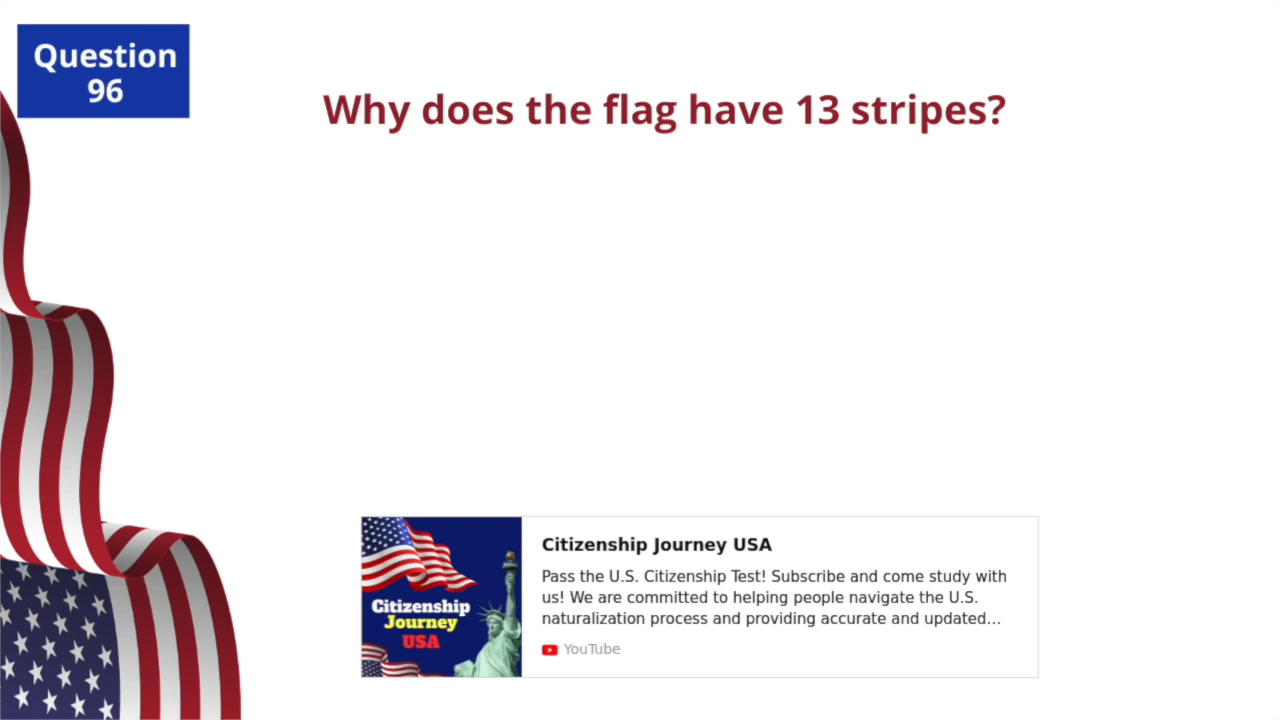 Question
96
Why does the flag have 13 stripes?
Citizenship
Journey
USA
Citizenship Journey USA
Pass the U.S. Citizenship Test! Subscribe and come study with
us! We are committed to helping people navigate the U.S.
naturalization process and providing accurate and updated...
YouTube